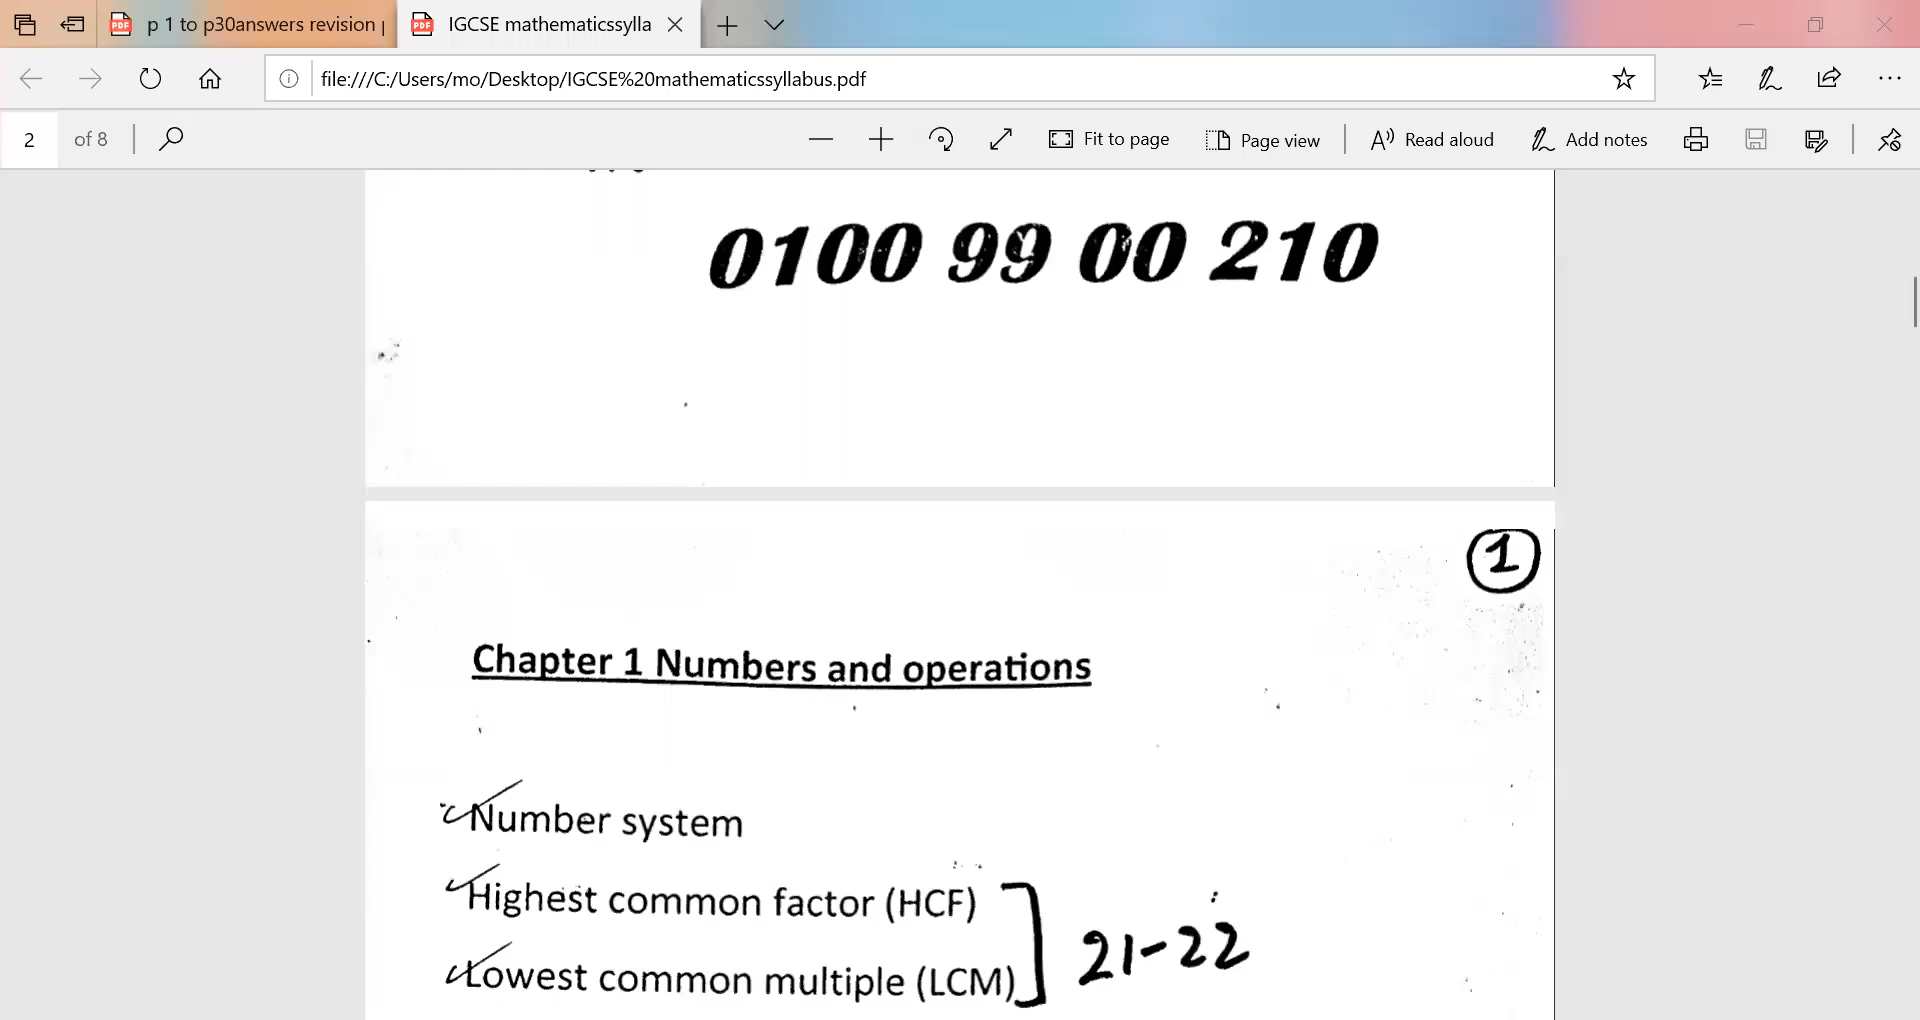 p 1 to p30answers revision p
IGCSE mathematicssylla
file:///C:/Users/mo/Desktop/IGCSE%20mathematicssyllabus.pdf
2 of 8 Fit to page Page view Read aloud Add notes
0100 99 00 210
1
Chapter 1 Numbers and operations
Number system
Highest common factor (HCF)
21-22
Lowest common multiple (LCM)